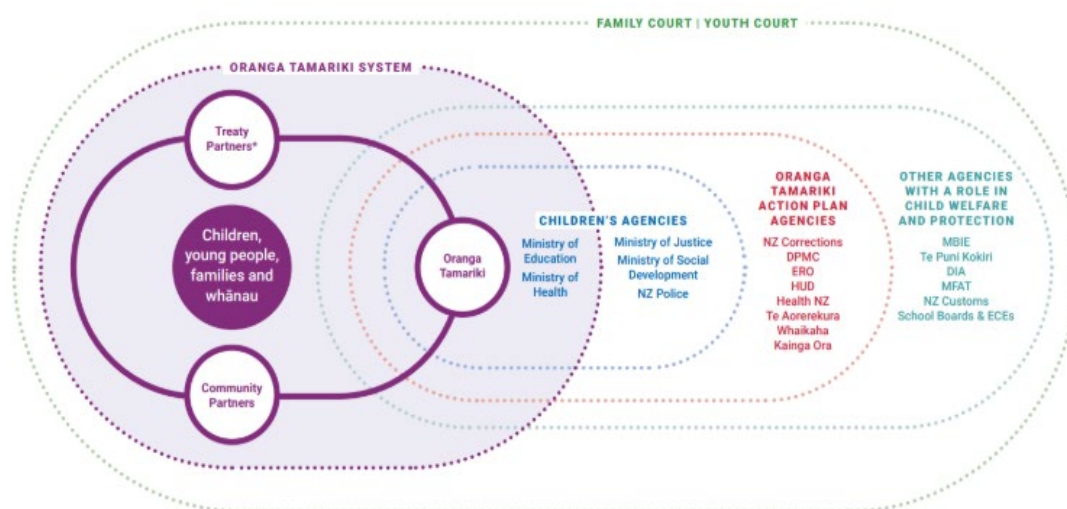 FAMILY COURT | YOUTH COURT
ORANGA TAMARIKI SYSTEM
Treaty
Partners*
Children,
young people,
families and
whānau
Community
Partners
Oranga
Tamariki
CHILDREN'S AGENCIES
Ministry of
Education
Ministry of
Health
Ministry of Justice
Ministry of Social
Development
NZ Police
ORANGA
TAMARIKI
ACTION PLAN
AGENCIES
NZ Corrections
DPMC
ERO
HUD
Health NZ
Te Aorerekura
Whaikaha
Kainga Ora
OTHER AGENCIES
WITH A ROLE IN
CHILD WELFARE
AND PROTECTION
MBIE
Te Puni Kokiri
DIA
MFAT
NZ Customs
School Boards & ECEs